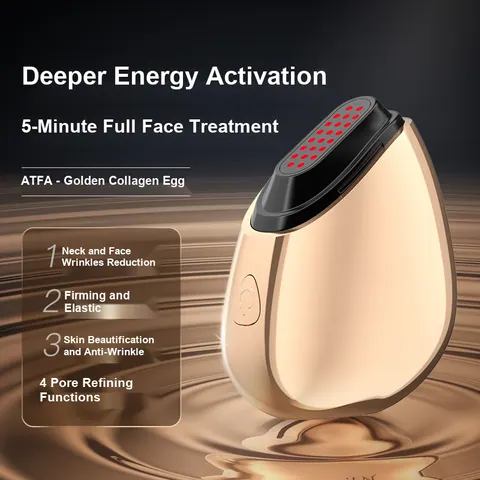 Deeper Energy Activation
5-Minute Full Face Treatment
ATFA - Golden Collagen Egg
1 Neck and Face
Wrinkles Reduction
2 Firming and
Elastic
3 Skin Beautification
and Anti-Wrinkle
4 Pore Refining
Functions